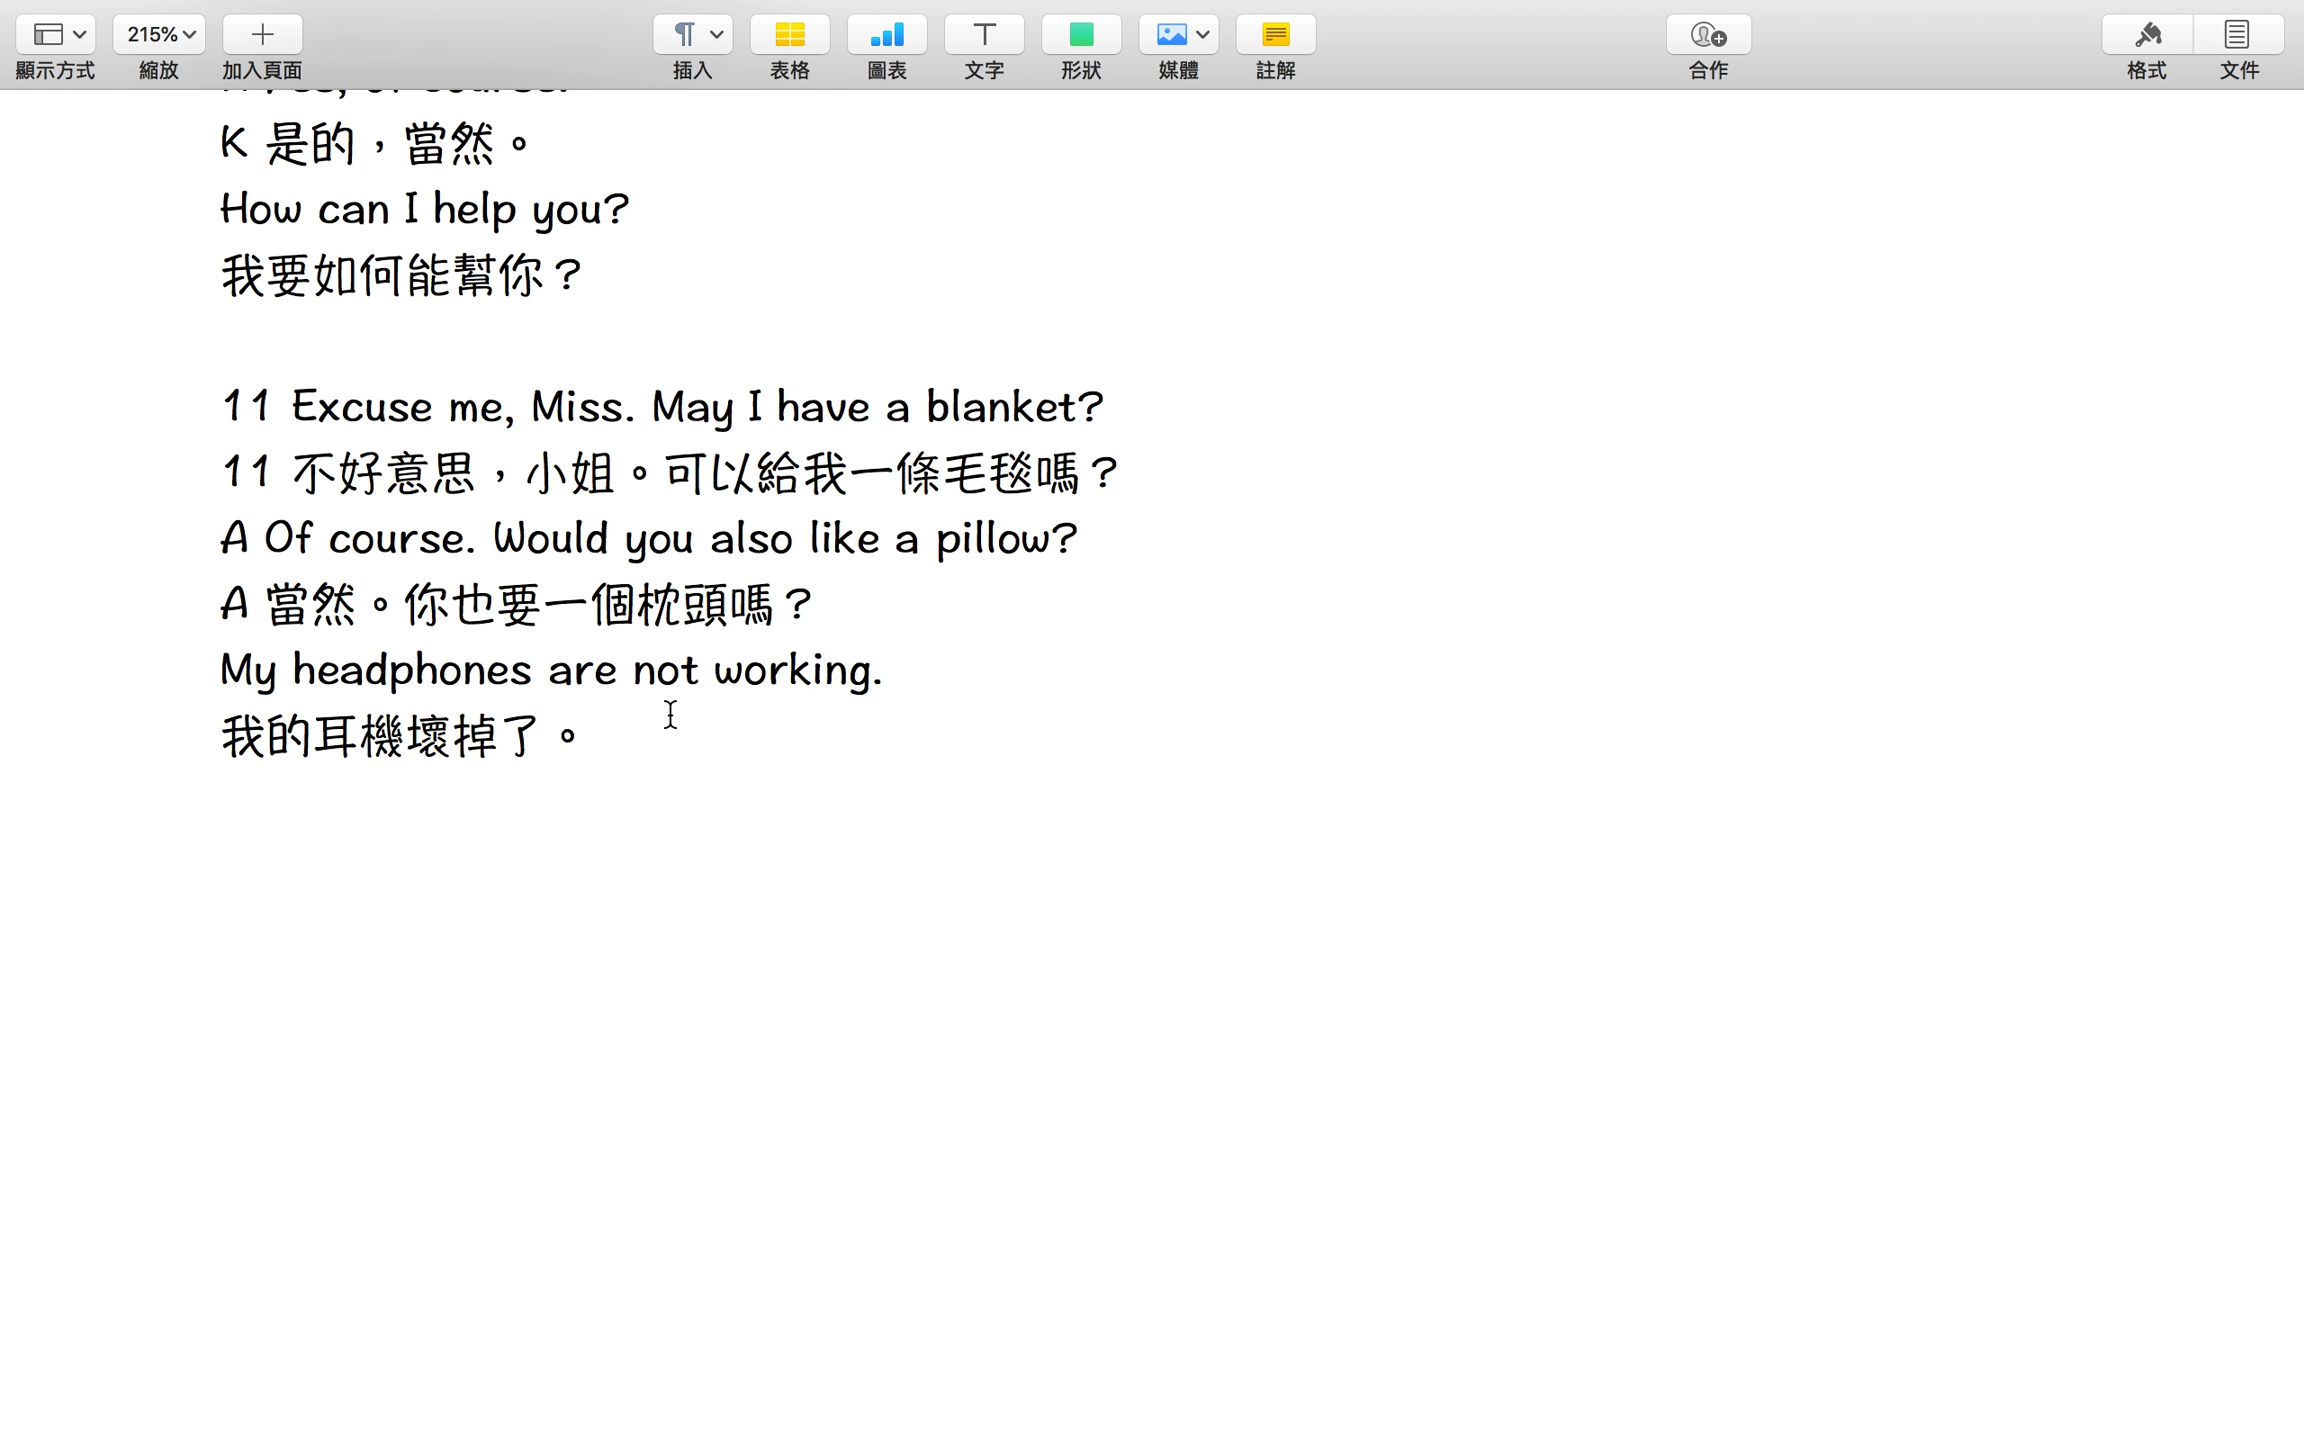 215%
顯示方式 縮放 加入頁面 插入 表格 圖表 文字 形狀 媒體 註解 合作 格式 文件
K 是的，當然。
How can I help you?
我要如何能幫你？
11 Excuse me, Miss. May I have a blanket?
11 不好意思，小姐。可以給我一條毛毯嗎？
A Of course. Would you also like a pillow?
A 當然。你也要一個枕頭嗎？
My headphones are not working.
我的耳機壞掉了。